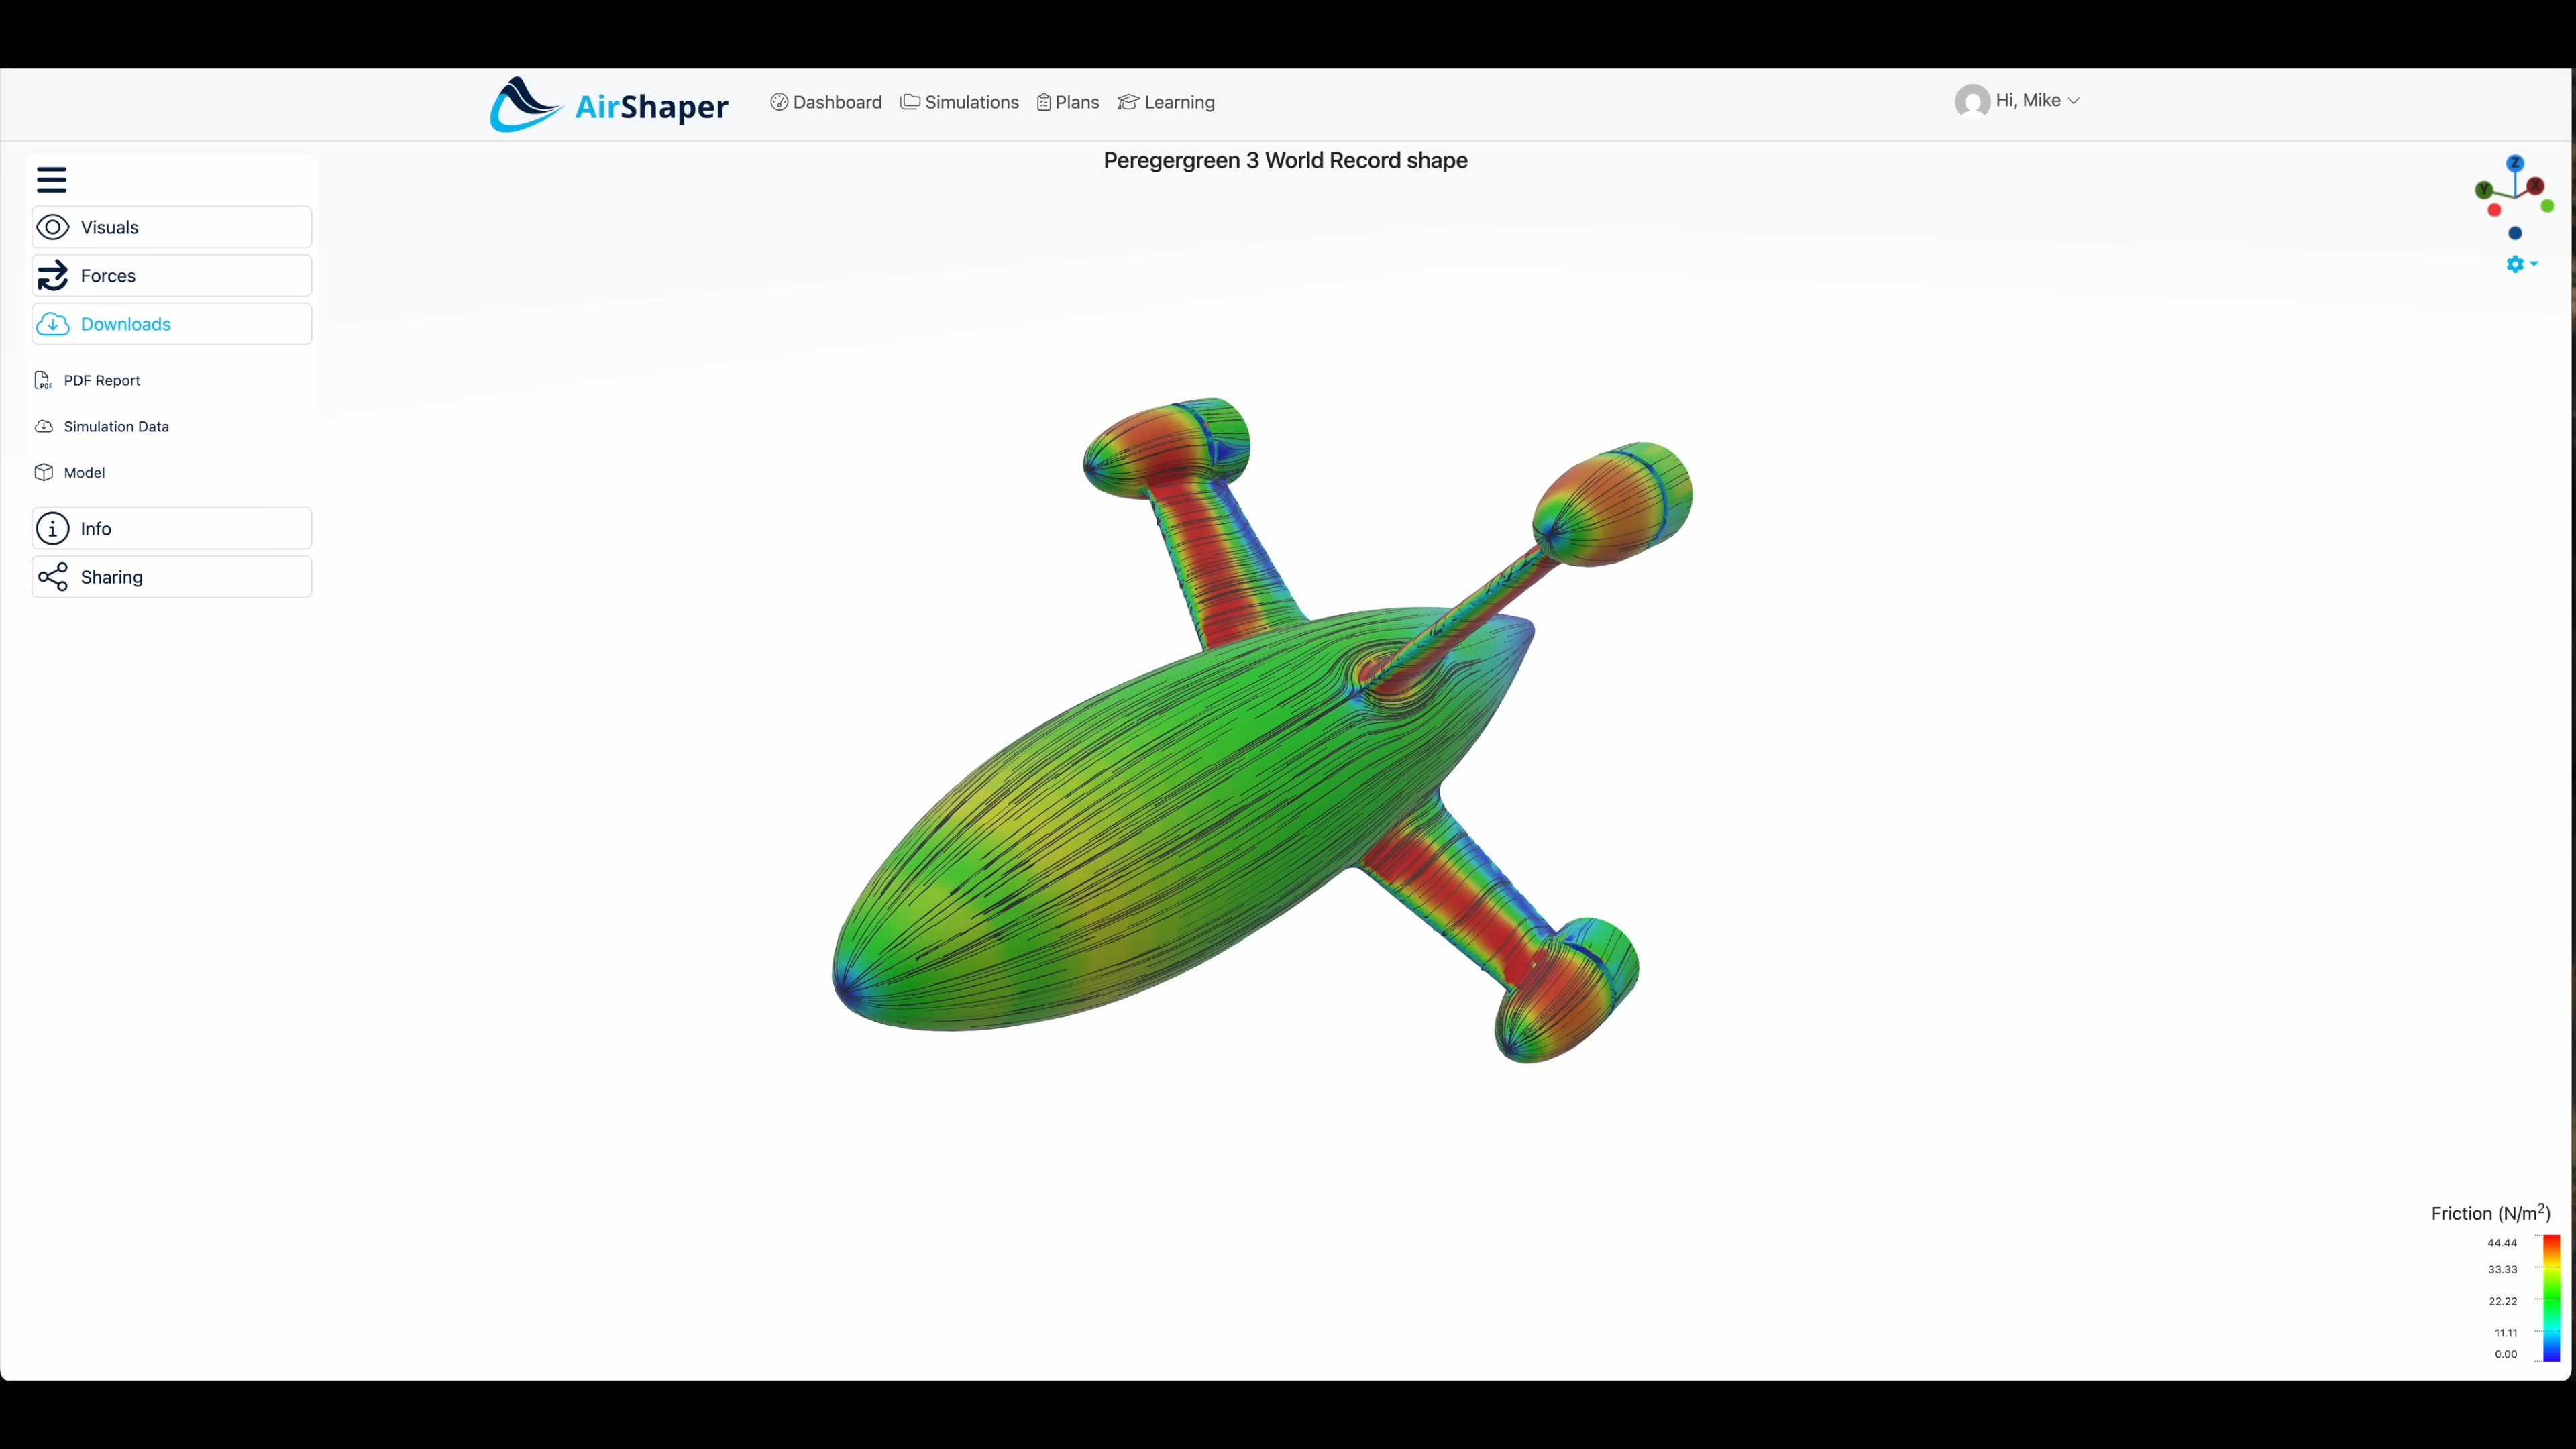 AirShaper
Dashboard
Simulations
Plans
Learning
Hi, Mike
Peregergreen 3 World Record shape
Z
Y
X
Visuals
Forces
Downloads
PDF
PDF Report
Simulation Data
Model
Info
Sharing
Friction (N/m²)
44.44
33.33
22.22
11.11
0.00